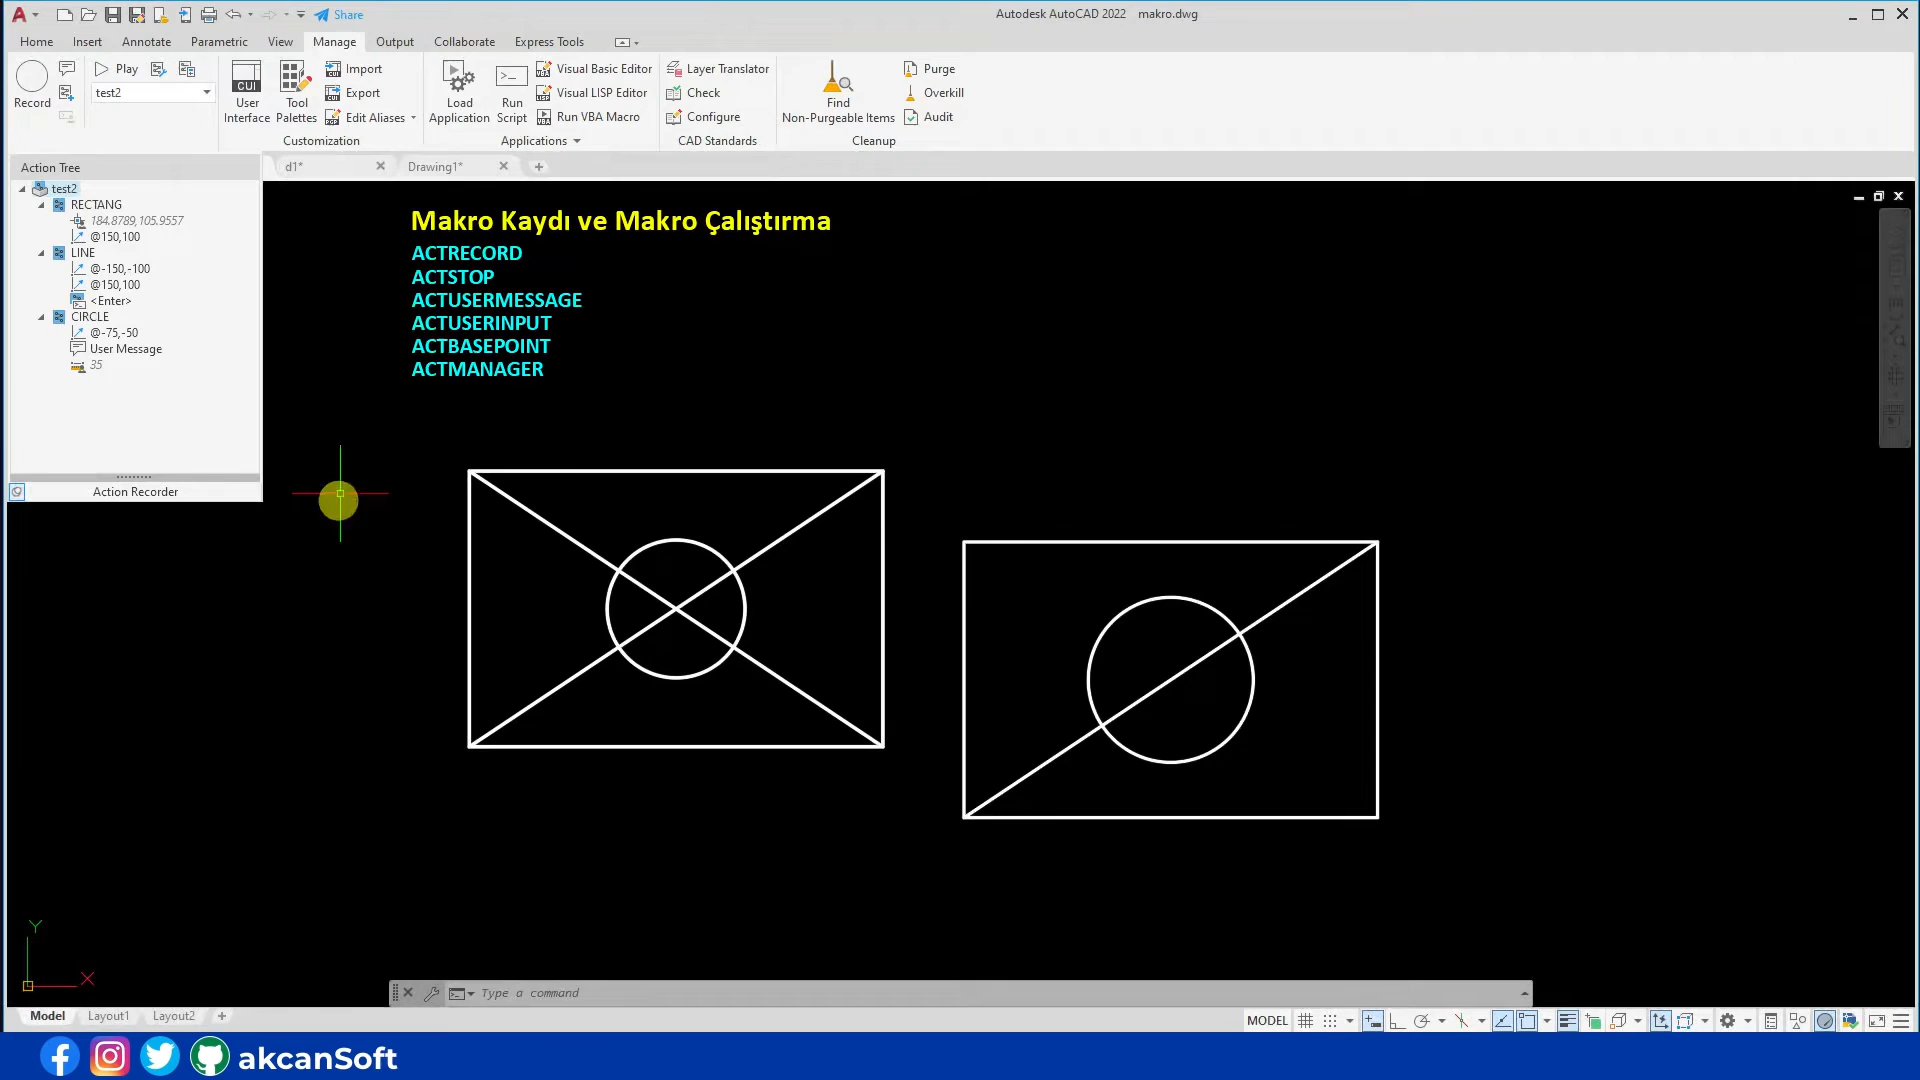 Share
Autodesk AutoCAD 2022 makro.dwg
Home Insert Annotate Parametric View Manage Output Collaborate Express Tools
Record
Play
test2
CUI
User
Interface
Tool
Palettes
Import
Export
Edit Aliases
Customization
Load
Application
Run
Script
Visual Basic Editor
Visual LISP Editor
Run VBA Macro
Applications
Layer Translator
Check
Configure
CAD Standards
Find
Non-Purgeable Items
Purge
Overkill
Audit
Cleanup
Action Tree
d1*
Drawing1*
test2
RECTANG
184.8789,105.9557
@150,100
LINE
@-150,-100
@150,100
<Enter>
CIRCLE
@-75,-50
User Message
35
Action Recorder
Makro Kaydı ve Makro Çalıştırma
ACTRECORD
ACTSTOP
ACTUSERMESSAGE
ACTUSERINPUT
ACTBASEPOINT
ACTMANAGER
Y
X
Type a command
Model Layout1 Layout2
MODEL
akcanSoft